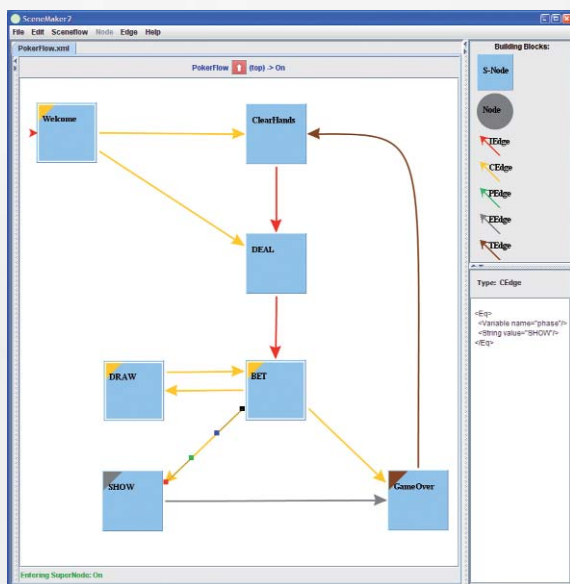 SceneMaker2
File Edit Sceneflow Node Edge Help
PokerFlow.xml
PokerFlow (top) -> On
Welcome
ClearHands
DEAL
DRAW
BET
SHOW
GameOver
Entering SuperNode: On
Building Blocks:
S-Node
Node
IEdge
CEdge
PEdge
EEdge
TEdge
Type: CEdge
<Eq>
<Variable name="phase"/>
<String value="SHOW"/>
</Eq>